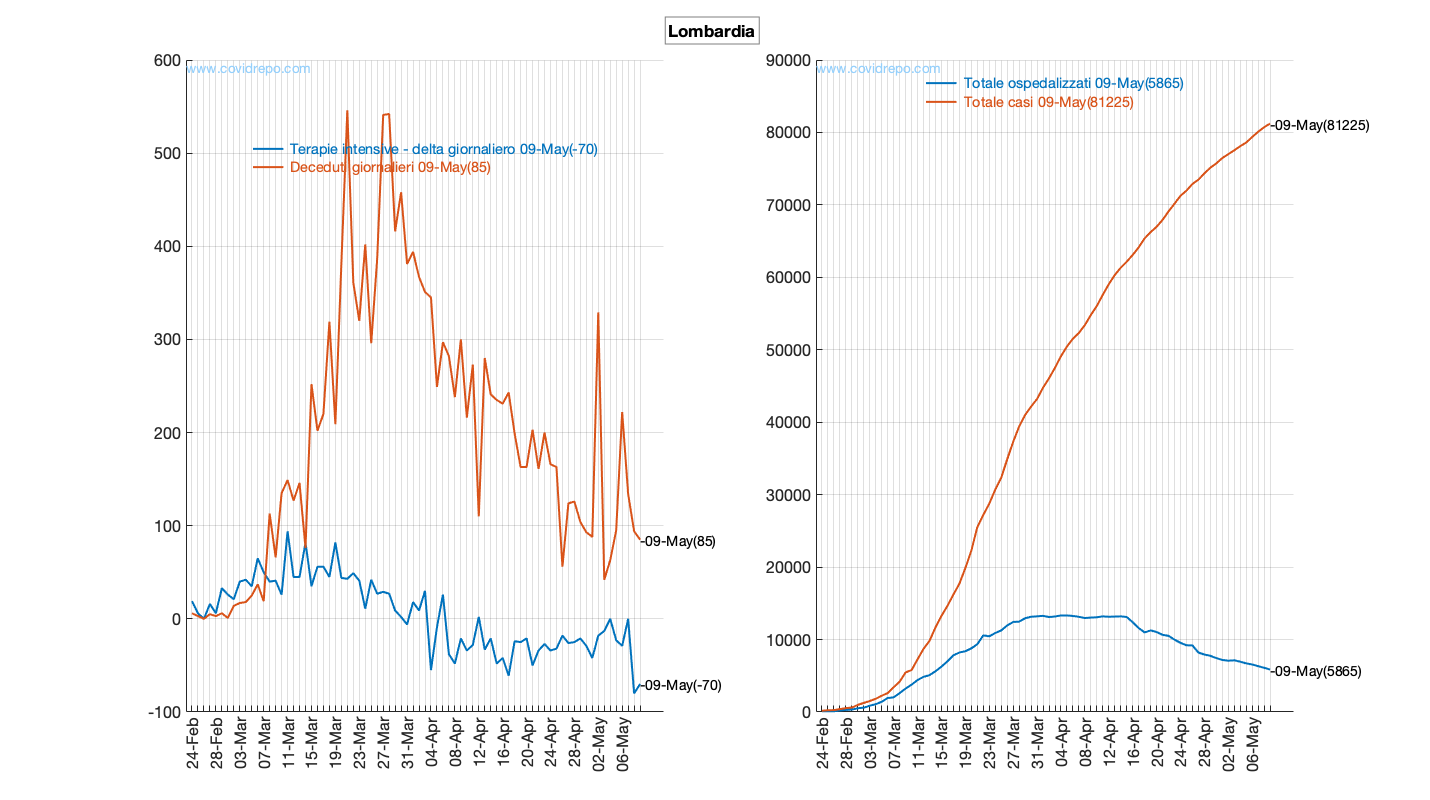 Lombardia
600
500
400
300
200
100
0
-100
www.covidrepo.com
Terapie intensive - delta giornaliero 09-May(-70)
Deceduti giornalieri 09-May(85)
-09-May(85)
-09-May(-70)
24-Feb
28-Feb
03-Mar
07-Mar
11-Mar
15-Mar
19-Mar
23-Mar
27-Mar
31-Mar
04-Apr
08-Apr
12-Apr
16-Apr
20-Apr
24-Apr
28-Apr
02-May
06-May
90000
80000
70000
60000
50000
40000
30000
20000
10000
0
www.covidrepo.com
Totale ospedalizzati 09-May(5865)
Totale casi 09-May(81225)
-09-May(81225)
-09-May(5865)
24-Feb
28-Feb
03-Mar
07-Mar
11-Mar
15-Mar
19-Mar
23-Mar
27-Mar
31-Mar
04-Apr
08-Apr
12-Apr
16-Apr
20-Apr
24-Apr
28-Apr
02-May
06-May